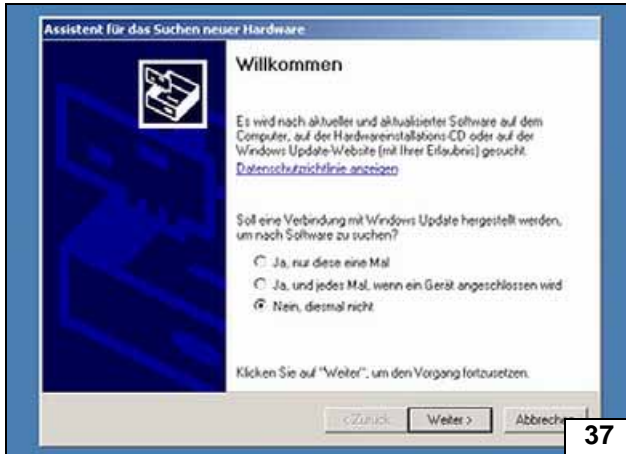 Assistent für das Suchen neuer Hardware
Willkommen
Es wird nach aktueller und aktualisierter Software auf dem
Computer, auf der Hardwareinstallations-CD oder auf der
Windows Update-Website (mit Ihrer Erlaubnis) gesucht.
Datenschutzrichtlinie anzeigen
Soll eine Verbindung mit Windows Update hergestellt werden,
um nach Software zu suchen?
Ja, nur diese eine Mal
Ja, und jedes Mal, wenn ein Gerät angeschlossen wird
Nein, diesmal nicht
Klicken Sie auf "Weiter", um den Vorgang fortzusetzen.
< Zurück Weiter > Abbrechen
37